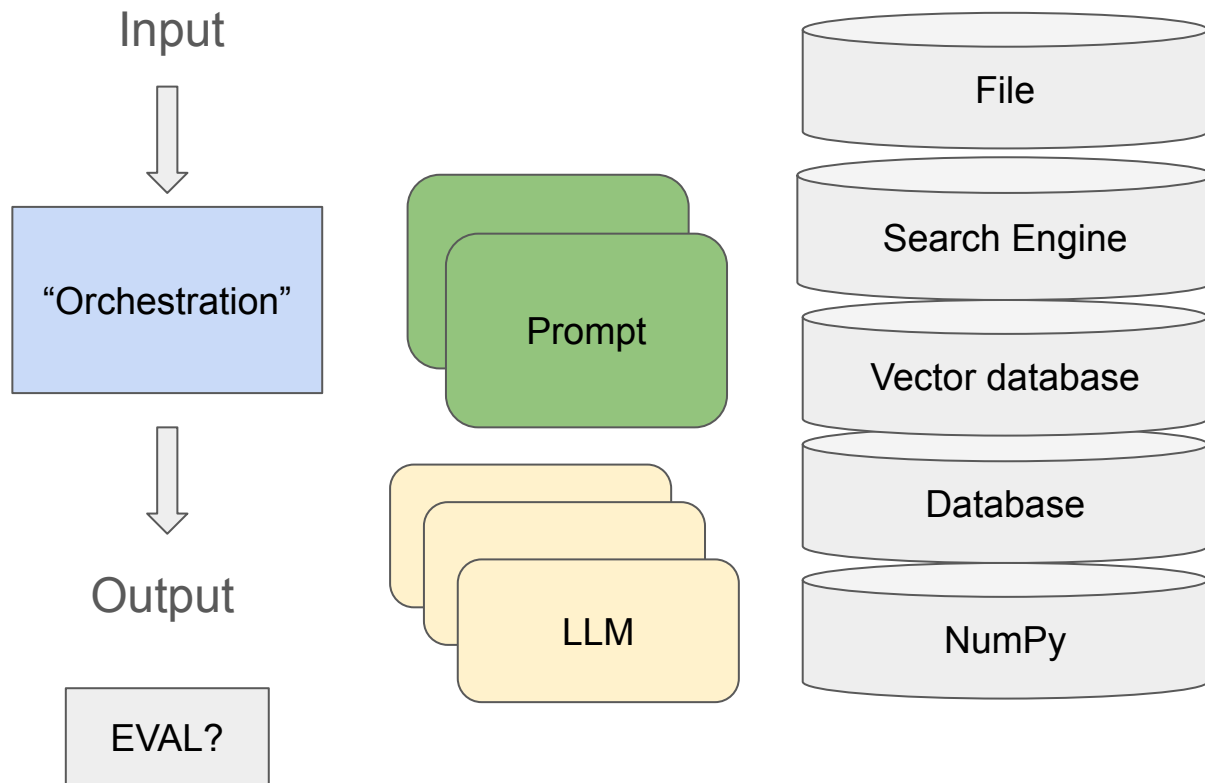 Input
“Orchestration”
Output
EVAL?
Prompt
LLM
File
Search Engine
Vector database
Database
NumPy